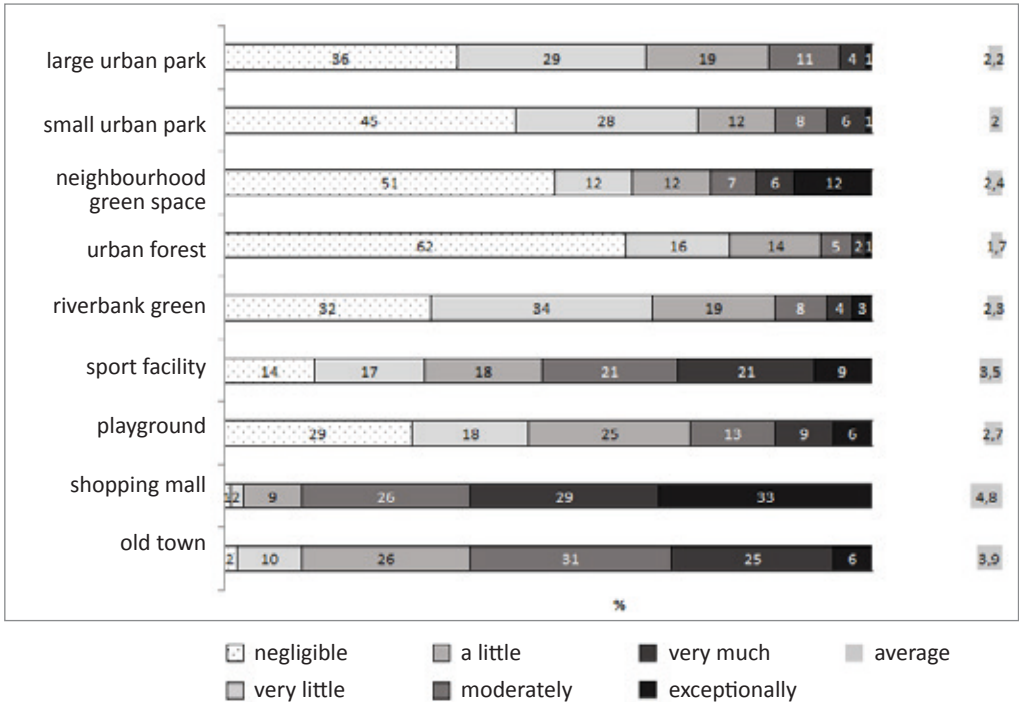 large urban park 36 29 19 11 4 1 2,2
small urban park 45 28 12 8 6 1 2
neighbourhood
green space 51 12 12 7 6 12 2,4
urban forest 62 16 14 5 2 1 1,7
riverbank green 32 34 19 8 4 3 2,3
sport facility 14 17 18 21 21 9 3,5
playground 29 18 25 13 9 6 2,7
shopping mall 1 2 9 26 29 33 4,8
old town 2 10 26 31 25 6 3,9
%
negligible a little very much average
very little moderately exceptionally